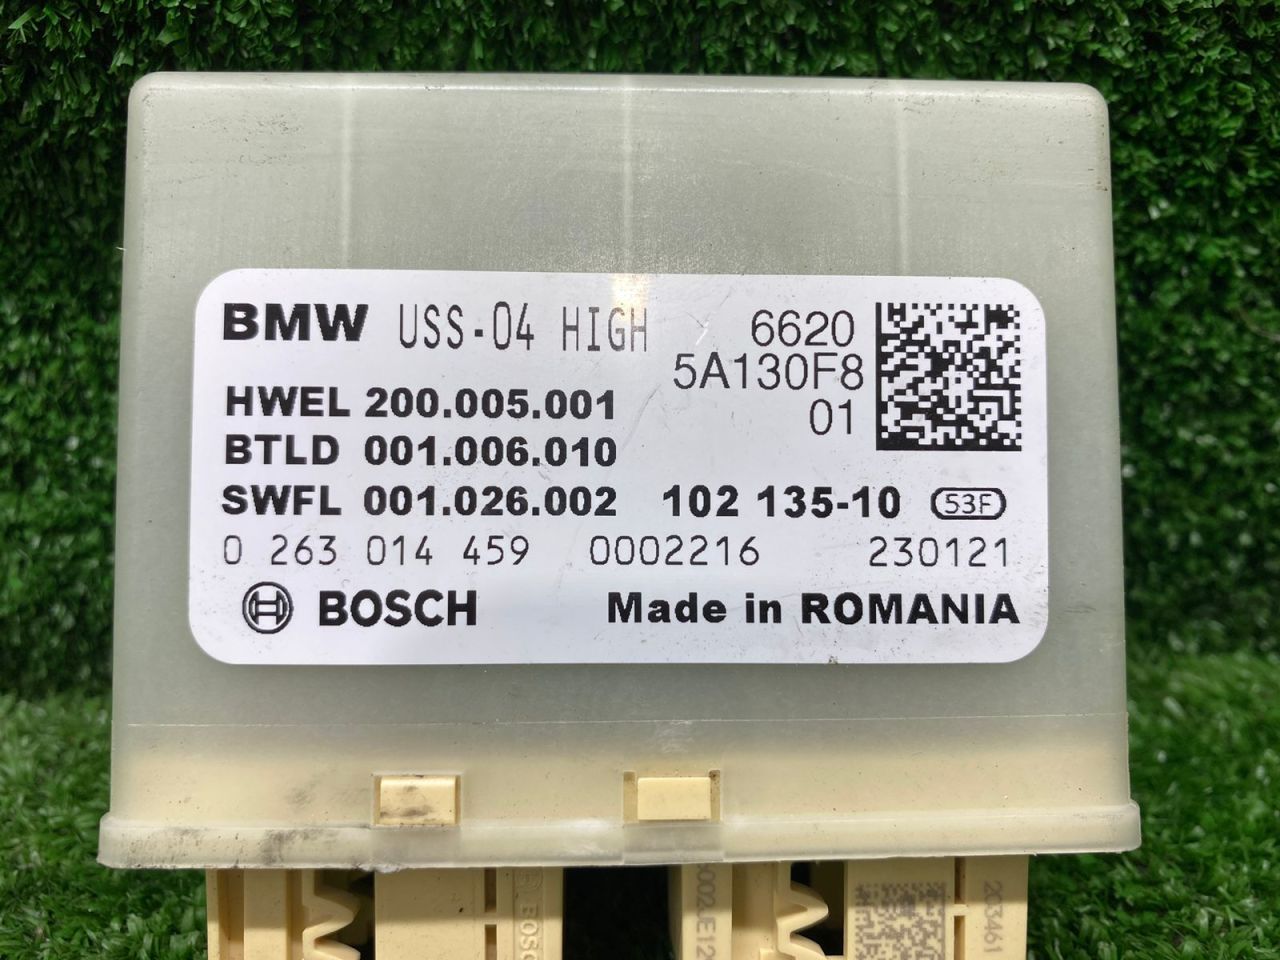 BMW USS-04 HIGH 6620
5A130F8
01
HWEL 200.005.001
BTLD 001.006.010
SWFL 001.026.002 102 135-10 53F
0 263 014 459 0002216 230121
BOSCH Made in ROMANIA
203461